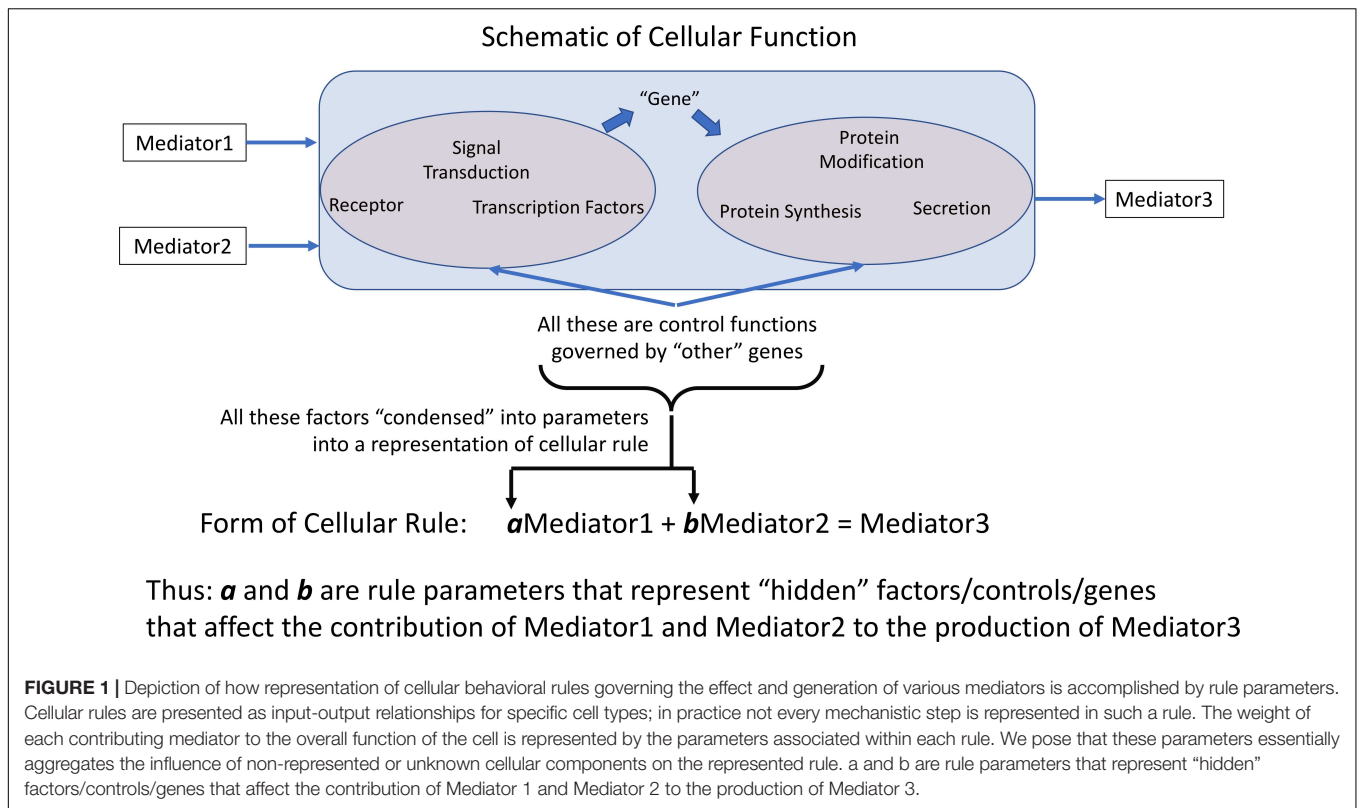 Schematic of Cellular Function
“Gene”
Mediator1
Signal
Transduction
Protein
Modification
Receptor
Transcription Factors
Protein Synthesis
Secretion
Mediator3
Mediator2
All these are control functions
governed by “other” genes
All these factors “condensed” into parameters
into a representation of cellular rule
Form of Cellular Rule: aMediator1 + bMediator2 = Mediator3
Thus: a and b are rule parameters that represent “hidden” factors/controls/genes
that affect the contribution of Mediator1 and Mediator2 to the production of Mediator3
FIGURE 1 | Depiction of how representation of cellular behavioral rules governing the effect and generation of various mediators is accomplished by rule parameters.
Cellular rules are presented as input-output relationships for specific cell types; in practice not every mechanistic step is represented in such a rule. The weight of
each contributing mediator to the overall function of the cell is represented by the parameters associated within each rule. We pose that these parameters essentially
aggregates the influence of non-represented or unknown cellular components on the represented rule. a and b are rule parameters that represent “hidden”
factors/controls/genes that affect the contribution of Mediator 1 and Mediator 2 to the production of Mediator 3.